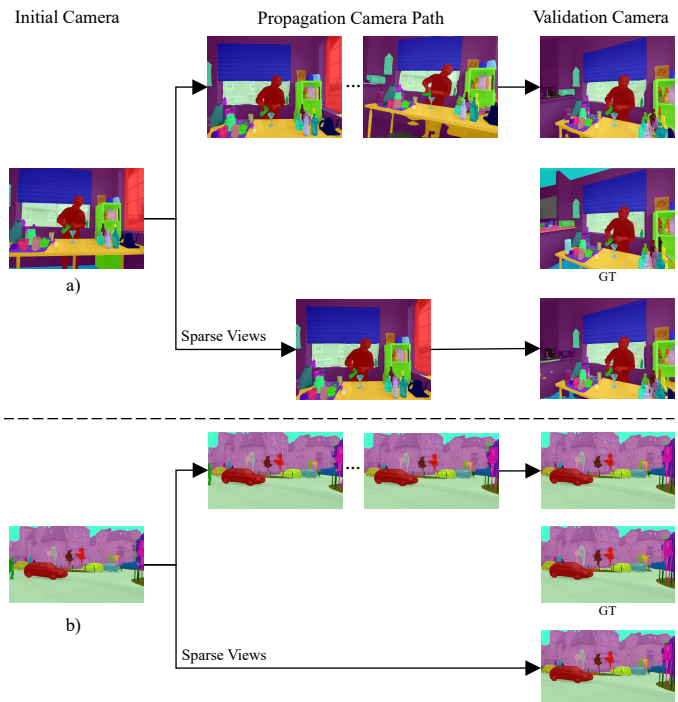 Initial Camera
Propagation Camera Path
Validation Camera
...
a)
GT
Sparse Views
...
b)
GT
Sparse Views